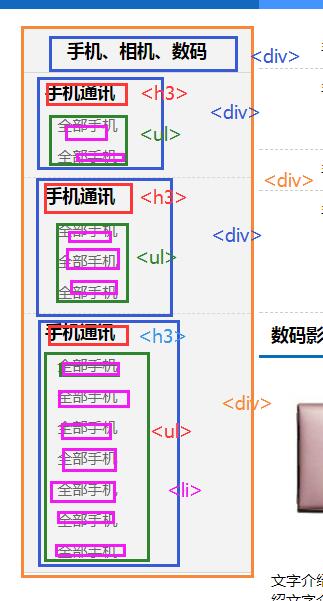 手机、相机、数码
<div>
手机通讯
<h3>
<div>
全部手机
<ul>
全部手机
<div>
手机通讯
<h3>
全部手机
<div>
全部手机
<ul>
全部手机
手机通讯
<h3>
数码影
全部手机
全部手机
<div>
全部手机
<ul>
全部手机
全部手机
<li>
全部手机
全部手机
文字介绍
绍文字介